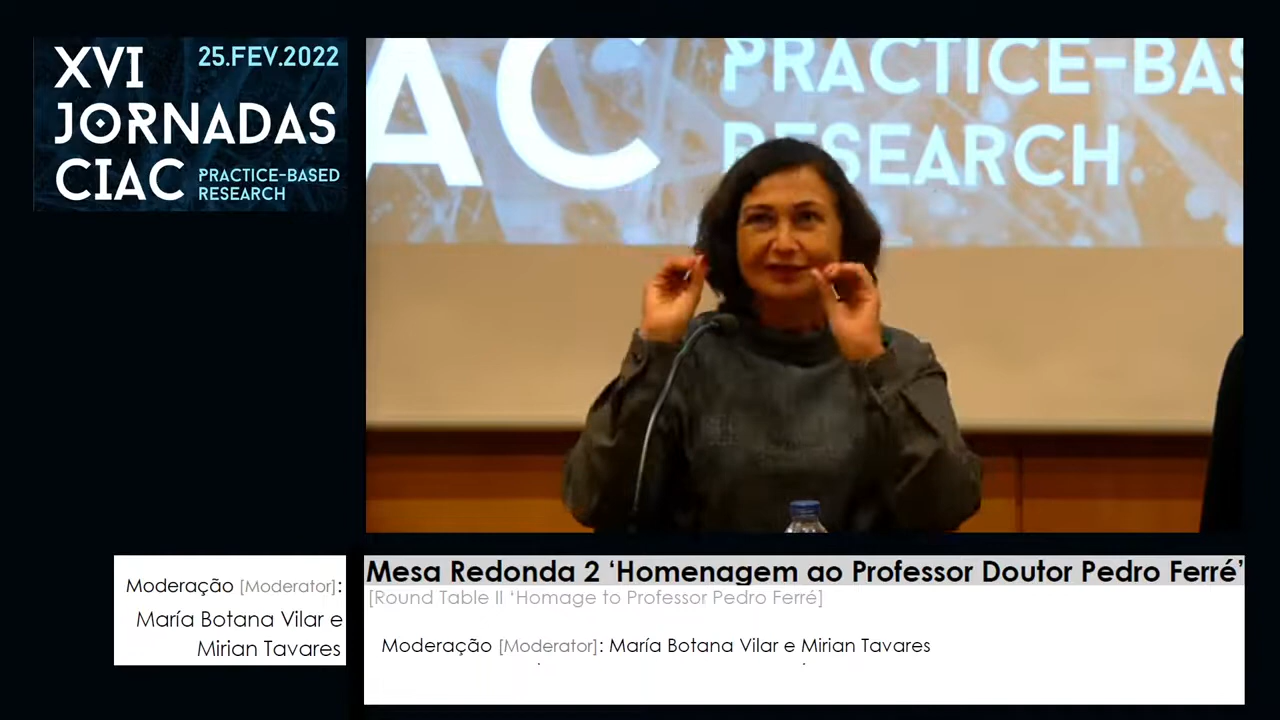 XVI
25.FEV.2022
JORNADAS
CIAC
PRACTICE-BASED
RESEARCH
AC
PRACTICE-BAS
RESEARCH
Moderação [Moderator]:
María Botana Vilar e
Mirian Tavares
Mesa Redonda 2 ‘Homenagem ao Professor Doutor Pedro Ferré’
[Round Table II ‘Homage to Professor Pedro Ferré]
Moderação [Moderator]: María Botana Vilar e Mirian Tavares